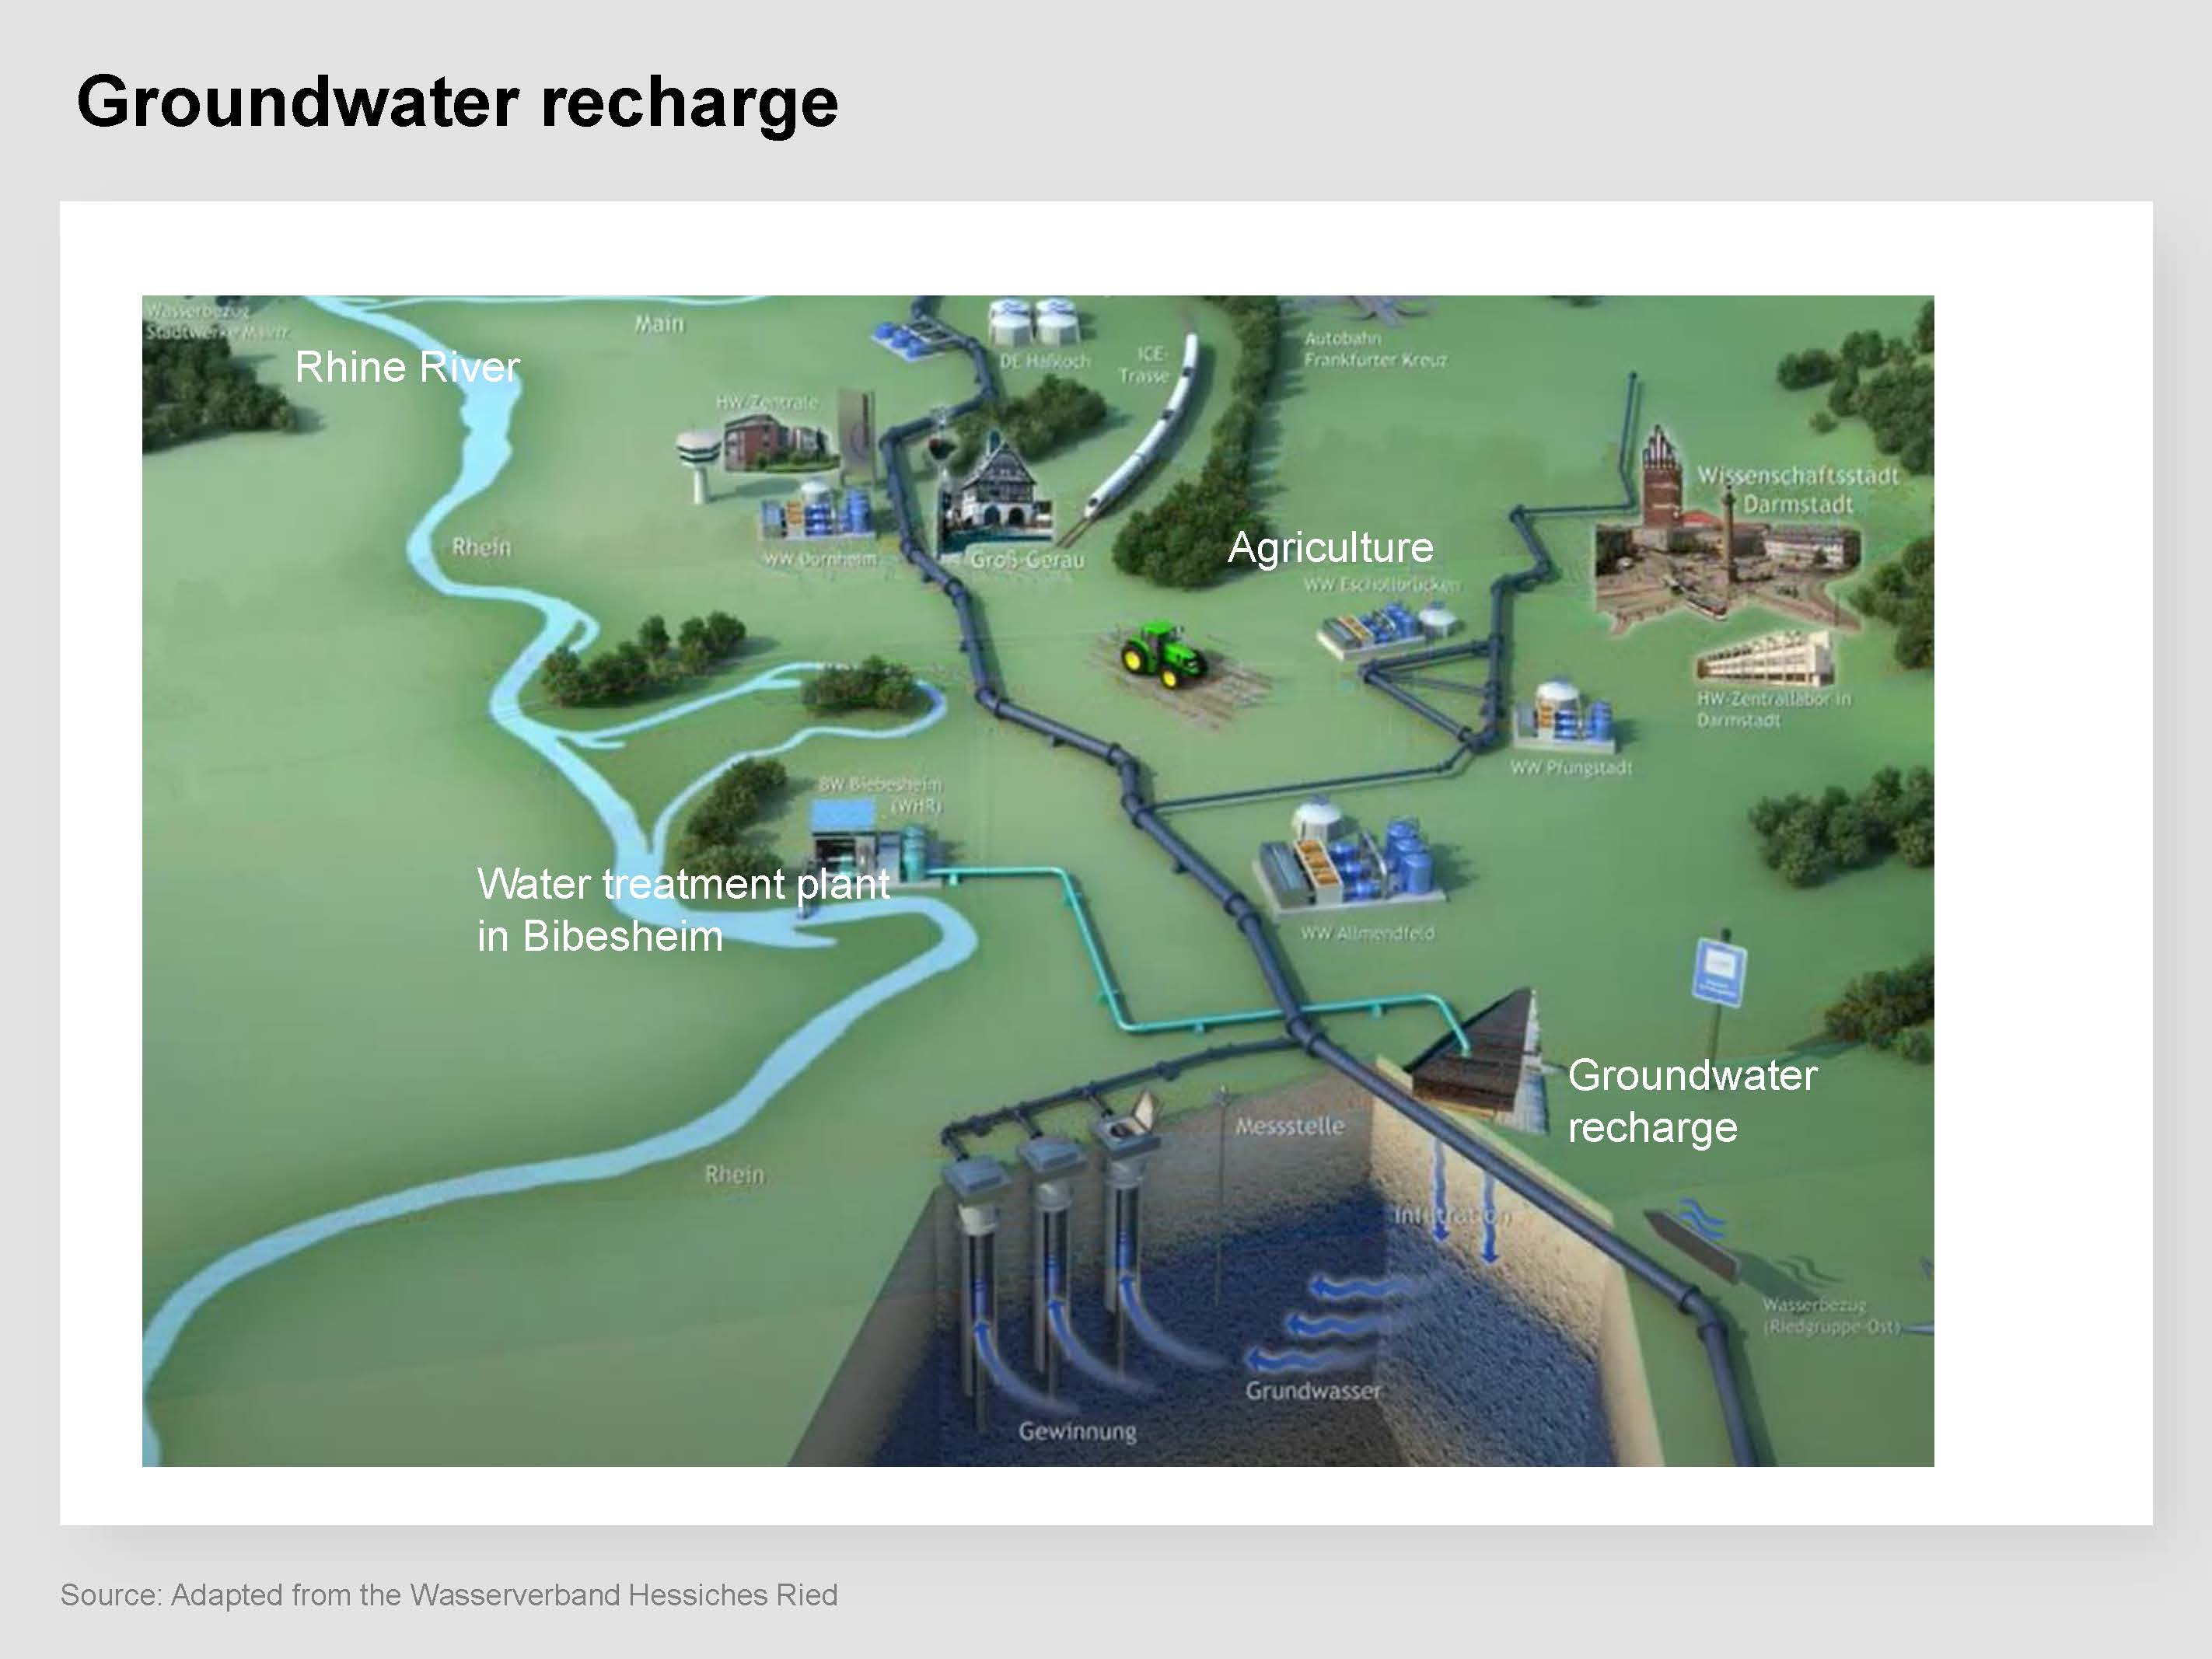 Groundwater recharge
Wasserbezug
Stadtwerke Mainz
Main
Rhine River
DE Haßloch
ICE-
Trasse
Autobahn
Frankfurter Kreuz
HW-Zentrale
Wissenschaftsstadt
Darmstadt
Rhein
WW Dornheim
Groß-Gerau
Agriculture
WW Eschollbrücken
HW-Zentrallabor in
Darmstadt
WW Pfungstadt
BW Biebesheim
(WHR)
Water treatment plant
in Bibesheim
WW Allmendfeld
Groundwater
recharge
Messstelle
Rhein
Infiltration
Wasserbezug
(Riedgruppe-Ost)
Grundwasser
Gewinnung
Source: Adapted from the Wasserverband Hessiches Ried